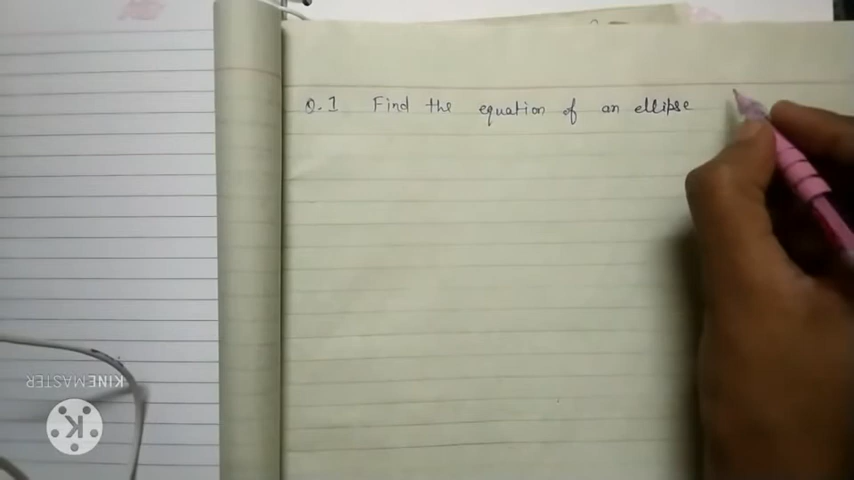 Q.1 Find the equation of an ellipse
KINEMASTER